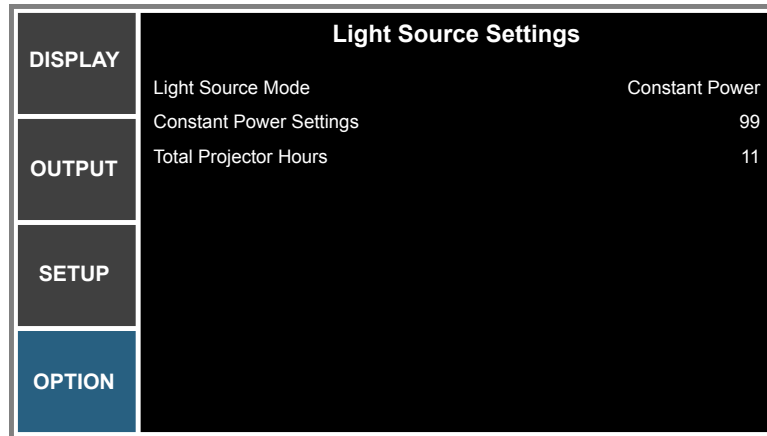 Light Source Settings
DISPLAY
Light Source Mode Constant Power
Constant Power Settings 99
OUTPUT
Total Projector Hours 11
SETUP
OPTION